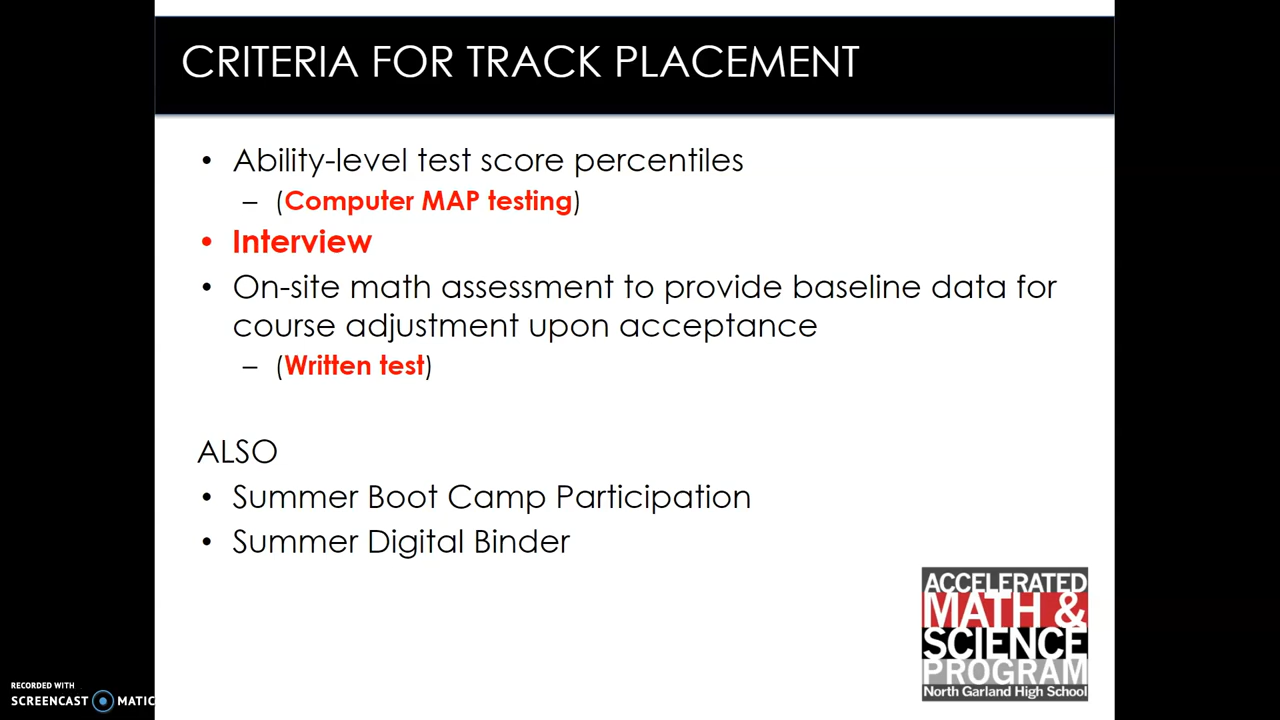 CRITERIA FOR TRACK PLACEMENT
• Ability-level test score percentiles
– (Computer MAP testing)
• Interview
• On-site math assessment to provide baseline data for
course adjustment upon acceptance
– (Written test)
ALSO
• Summer Boot Camp Participation
• Summer Digital Binder
ACCELERATED
MATH &
SCIENCE
PROGRAM
North Garland High School
RECORDED WITH
SCREENCAST MATIC